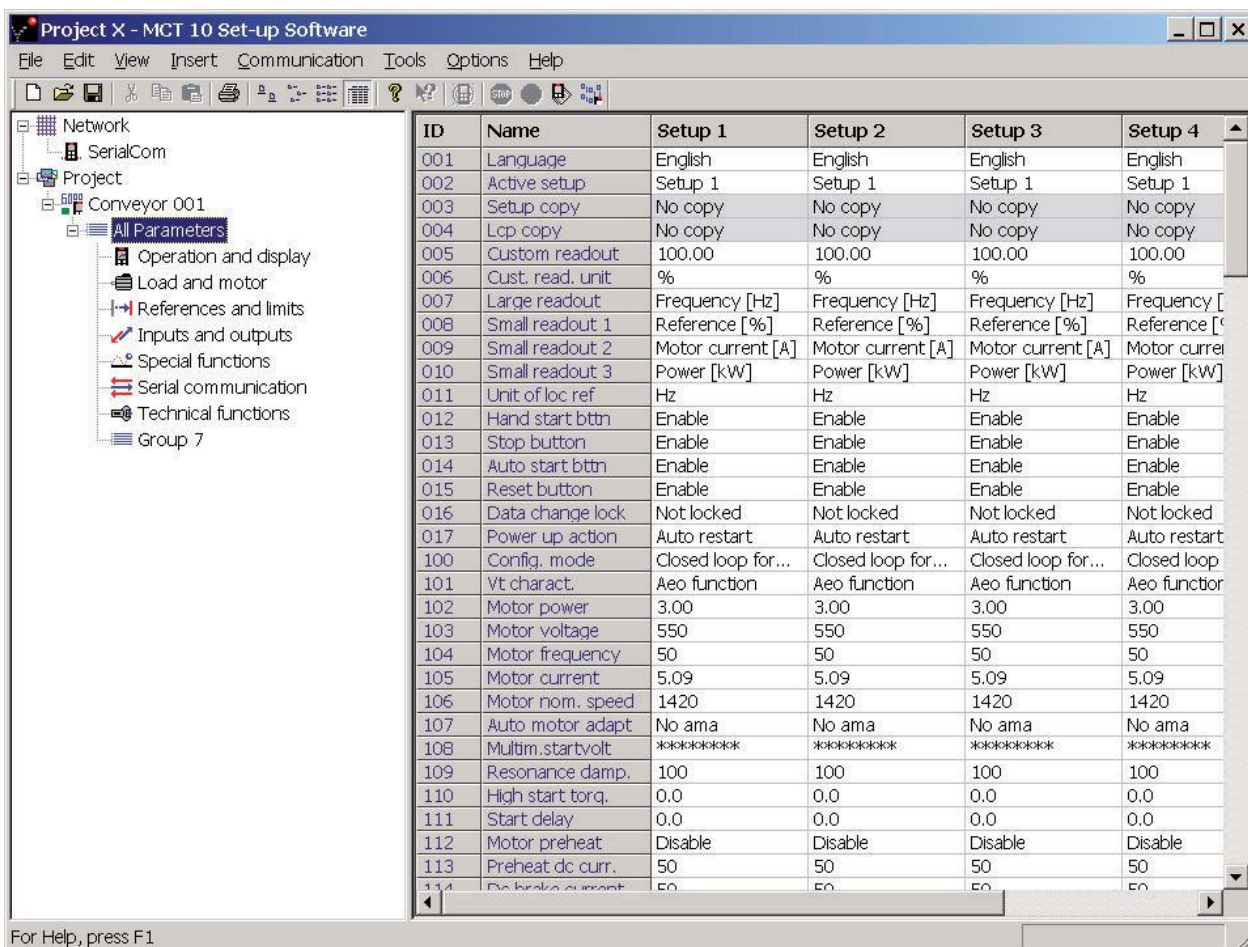 Project X - MCT 10 Set-up Software
File Edit View Insert Communication Tools Options Help
STOP
Network
SerialCom
Project
Conveyor 001
All Parameters
Operation and display
Load and motor
References and limits
Inputs and outputs
Special functions
Serial communication
Technical functions
Group 7
ID Name Setup 1 Setup 2 Setup 3 Setup 4
001 Language English English English English
002 Active setup Setup 1 Setup 1 Setup 1 Setup 1
003 Setup copy No copy No copy No copy No copy
004 Lcp copy No copy No copy No copy No copy
005 Custom readout 100.00 100.00 100.00 100.00
006 Cust. read. unit % % % %
007 Large readout Frequency [Hz] Frequency [Hz] Frequency [Hz] Frequency [
008 Small readout 1 Reference [%] Reference [%] Reference [%] Reference [
009 Small readout 2 Motor current [A] Motor current [A] Motor current [A] Motor curre
010 Small readout 3 Power [kW] Power [kW] Power [kW] Power [kW]
011 Unit of loc ref Hz Hz Hz Hz
012 Hand start bttn Enable Enable Enable Enable
013 Stop button Enable Enable Enable Enable
014 Auto start bttn Enable Enable Enable Enable
015 Reset button Enable Enable Enable Enable
016 Data change lock Not locked Not locked Not locked Not locked
017 Power up action Auto restart Auto restart Auto restart Auto restart
100 Config. mode Closed loop for... Closed loop for... Closed loop for... Closed loop
101 Vt charact. Aeo function Aeo function Aeo function Aeo function
102 Motor power 3.00 3.00 3.00 3.00
103 Motor voltage 550 550 550 550
104 Motor frequency 50 50 50 50
105 Motor current 5.09 5.09 5.09 5.09
106 Motor nom. speed 1420 1420 1420 1420
107 Auto motor adapt No ama No ama No ama No ama
108 Multim.startvolt ******** ******** ******** ********
109 Resonance damp. 100 100 100 100
110 High start torq. 0.0 0.0 0.0 0.0
111 Start delay 0.0 0.0 0.0 0.0
112 Motor preheat Disable Disable Disable Disable
113 Preheat dc curr. 50 50 50 50
114 Dc brake current 50 50 50 50
For Help, press F1